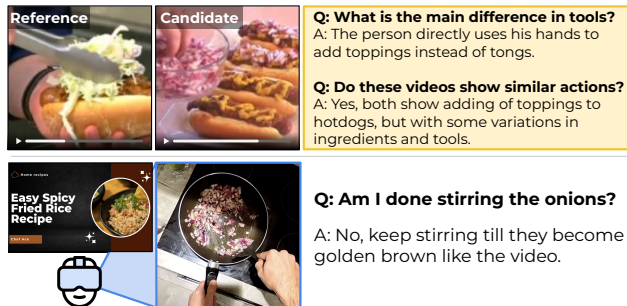 Reference
Candidate
Q: What is the main difference in tools?
A: The person directly uses his hands to
add toppings instead of tongs.
Q: Do these videos show similar actions?
A: Yes, both show adding of toppings to
hotdogs, but with some variations in
ingredients and tools.
Home recipes
Easy Spicy
Fried Rice
Recipe
Q: Am I done stirring the onions?
A: No, keep stirring till they become
golden brown like the video.